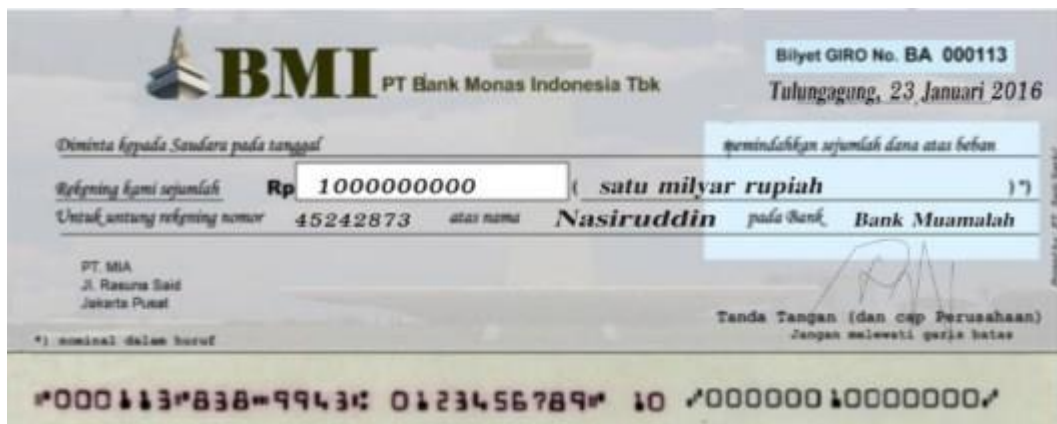 BMI PT Bank Monas Indonesia Tbk
Bilyet GIRO No. BA 000113
Tulungagung, 23 Januari 2016
Diminta kepada Saudara pada tanggal memindahkan sejumlah dana atas beban
Rekening kami sejumlah Rp 1000000000 ( satu milyar rupiah ) *)
Untuk untung rekening nomor 45242873 atas nama Nasiruddin pada Bank Bank Muamalah
PT. MIA
Jl. Rasuna Said
Jakarta Pusat
Tanda Tangan (dan cap Perusahaan)
Jangan melewati garis batas
*) nominal dalam huruf
⑈000113⑈838⑉9943⑆ 0123456789⑈ 10 ⑇00000010000000⑇